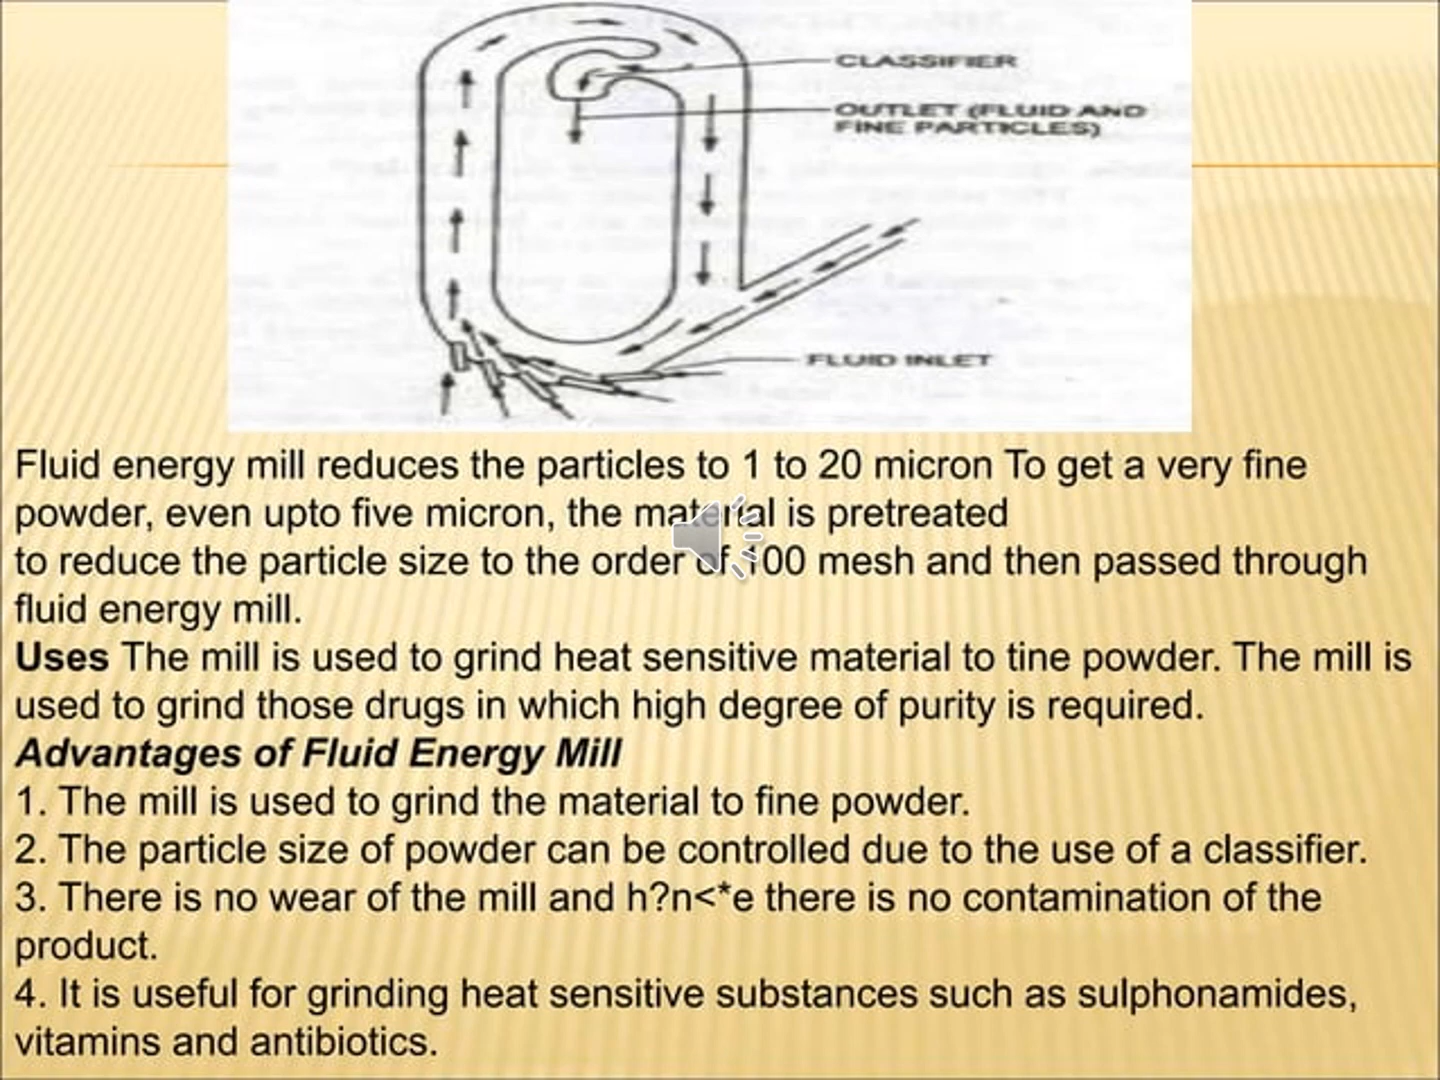 CLASSIFIER
OUTLET (FLUID AND
FINE PARTICLES)
FLUID INLET
Fluid energy mill reduces the particles to 1 to 20 micron To get a very fine
powder, even upto five micron, the material is pretreated
to reduce the particle size to the order of 100 mesh and then passed through
fluid energy mill.
Uses The mill is used to grind heat sensitive material to tine powder. The mill is
used to grind those drugs in which high degree of purity is required.
Advantages of Fluid Energy Mill
1. The mill is used to grind the material to fine powder.
2. The particle size of powder can be controlled due to the use of a classifier.
3. There is no wear of the mill and h?n<*e there is no contamination of the
product.
4. It is useful for grinding heat sensitive substances such as sulphonamides,
vitamins and antibiotics.